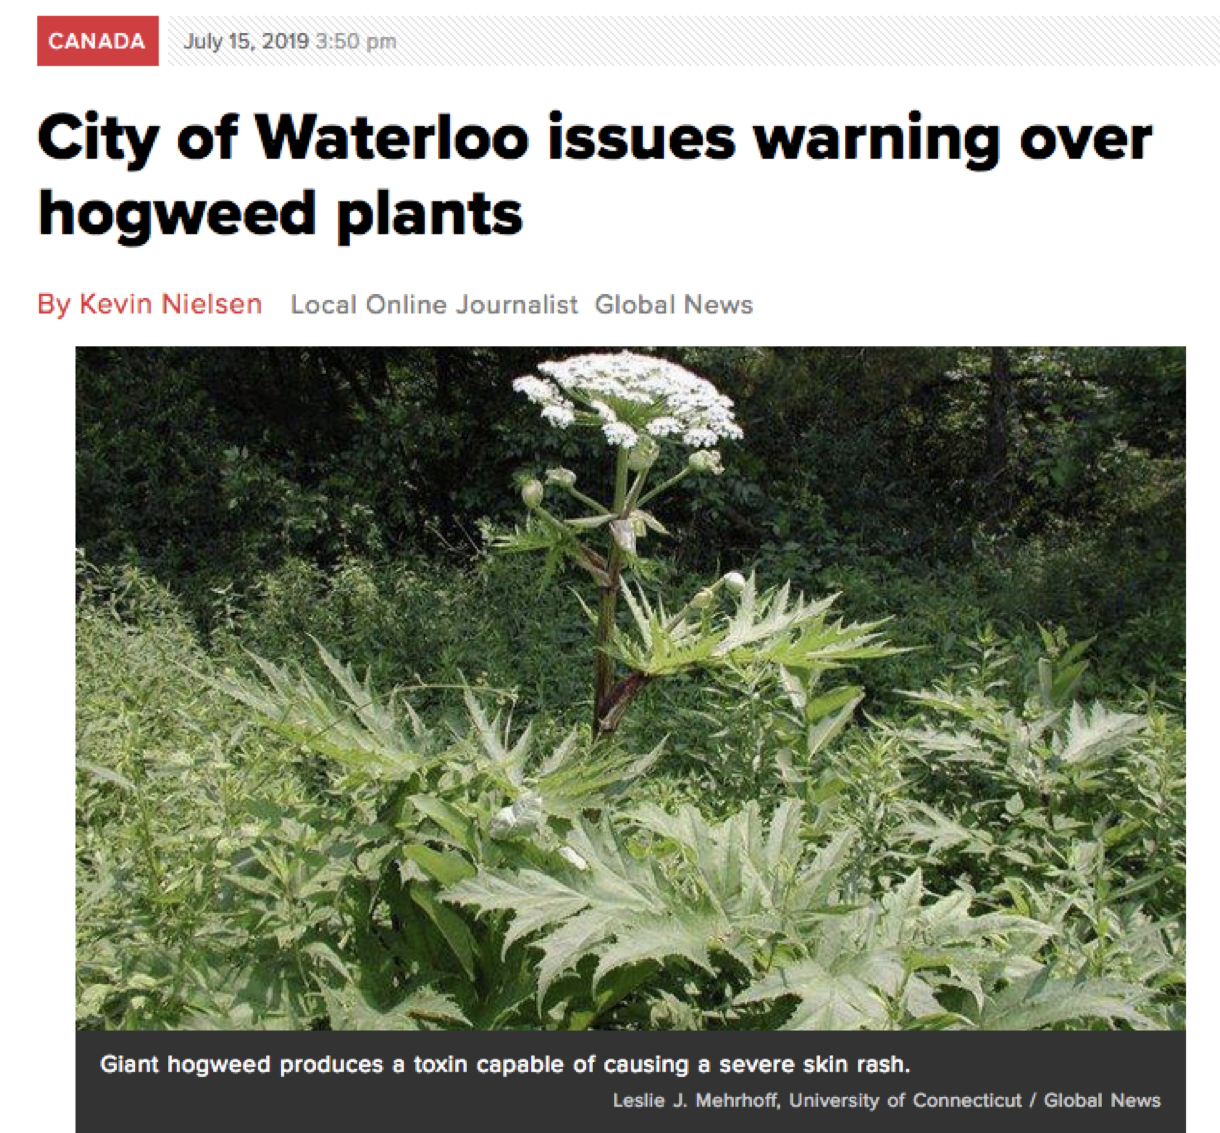 CANADA July 15, 2019 3:50 pm
City of Waterloo issues warning over
hogweed plants
By Kevin Nielsen Local Online Journalist Global News
Giant hogweed produces a toxin capable of causing a severe skin rash.
Leslie J. Mehrhoff, University of Connecticut / Global News